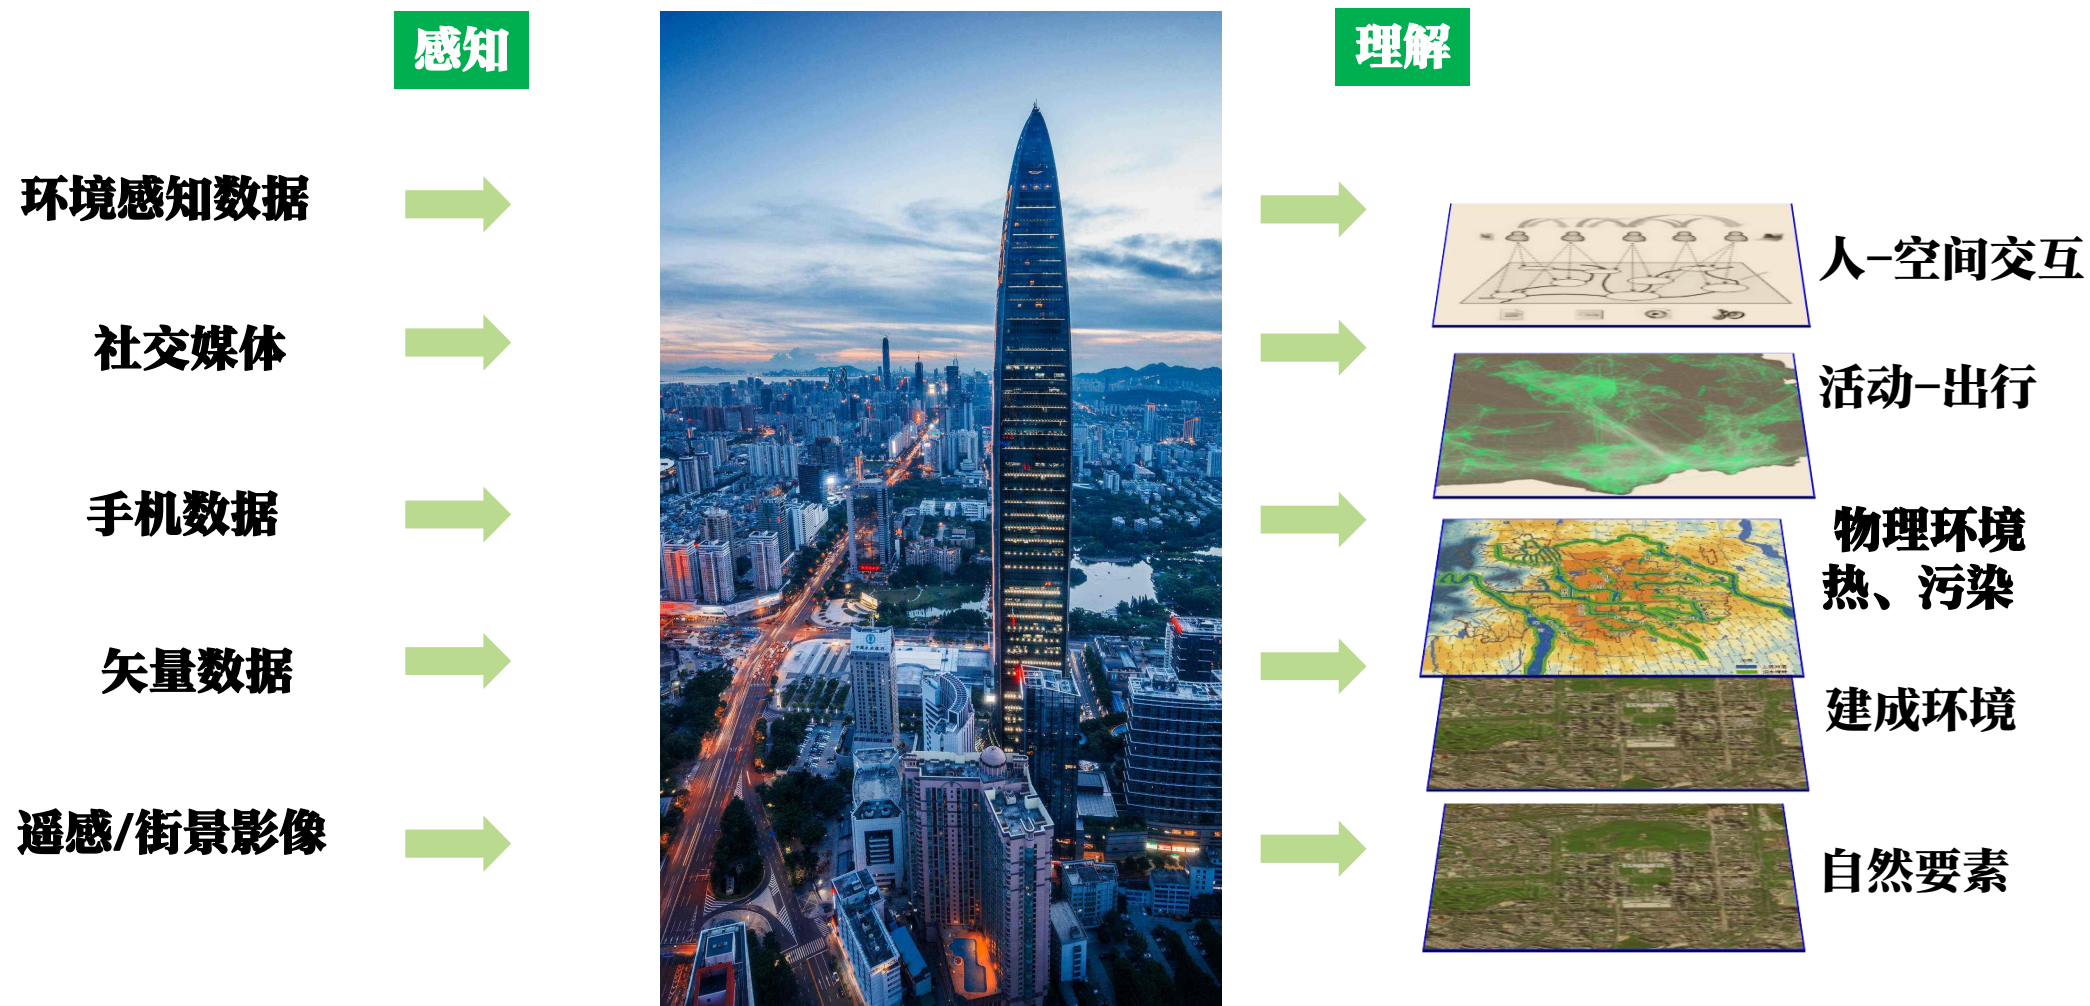 感知
理解
环境感知数据
社交媒体
手机数据
矢量数据
遥感/街景影像
人-空间交互
活动-出行
物理环境
热、污染
建成环境
自然要素